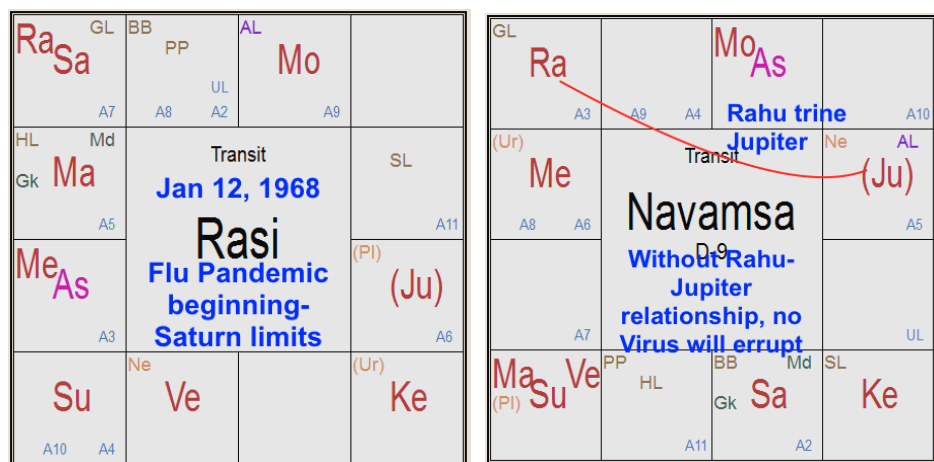 GL
Ra
Sa
A7
BB
PP
UL
A8 A2
AL
Mo
A9
HL Md
Gk Ma
A5
Transit
Jan 12, 1968
Rasi
Flu Pandemic
beginning-
Saturn limits
SL
A11
Me
As
A3
(Pl)
(Ju)
A6
Su
A10 A4
Ne
Ve
(Ur)
Ke
GL
Ra
A3
A9 A4
Mo
As
Rahu trine
Jupiter
A10
(Ur)
Me
A8 A6
Transit
Navamsa
D-9
Without Rahu-
Jupiter
relationship, no
Virus will errupt
Ne AL
(Ju)
A5
A7
UL
Ma Ve
(Pl) Su
PP
HL
A11
BB Md
Gk Sa
A2
SL
Ke